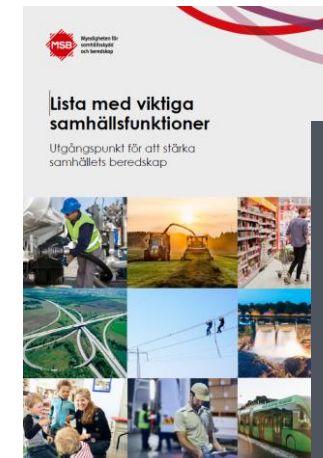 MSB
Myndigheten för
samhällsskydd
och beredskap
Lista med viktiga
samhällsfunktioner
Utgångspunkt för att stärka
samhällets beredskap